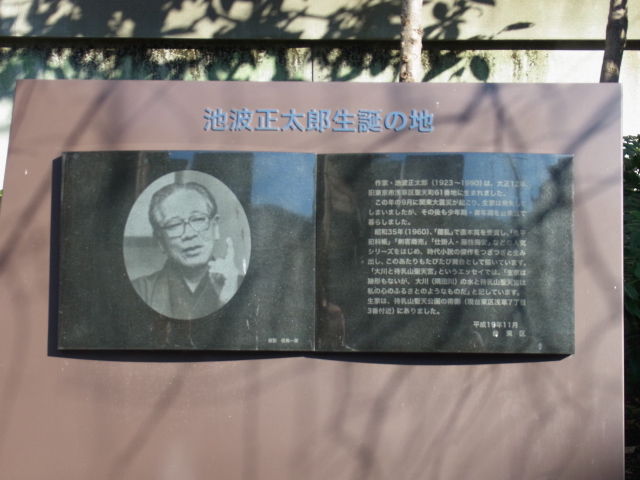 池波正太郎生誕の地
作家・池波正太郎（1923～1990）は、大正12年、
旧東京市浅草区聖天町61番地に生まれました。
この年の9月に関東大震災が起こり、生家は焼失して
しまいましたが、その後も少年期・青年期を台東区で
暮らしました。
昭和35年（1960）、「錯乱」で直木賞を受賞し、「鬼平
犯科帳」「剣客商売」「仕掛人・藤枝梅安」などの人気
シリーズをはじめ、時代小説の傑作をつぎつぎと生み
出し、このあたりもたびたび舞台として描いています。
「大川と待乳山聖天宮」というエッセイでは、「生家は
跡形もないが、大川（隅田川）の水と待乳山聖天宮は
私の心のふるさとのようなものだ」と記しています。
生家は、待乳山聖天公園の南側（現台東区浅草7丁目
3番付近）にありました。
平成19年11月
台東区
撮影